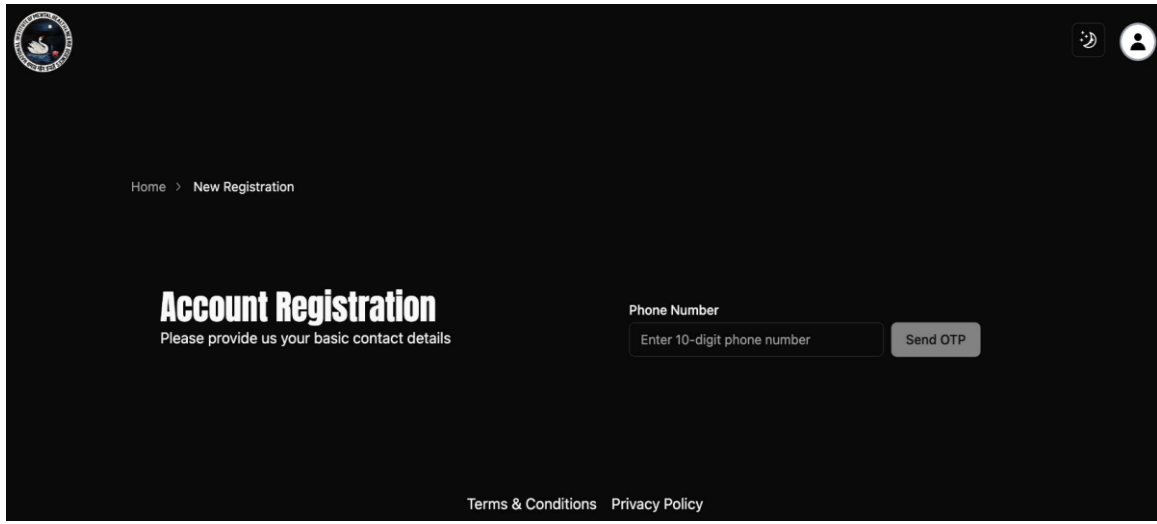 Home > New Registration
Account Registration
Please provide us your basic contact details
Phone Number
Enter 10-digit phone number
Send OTP
Terms & Conditions Privacy Policy